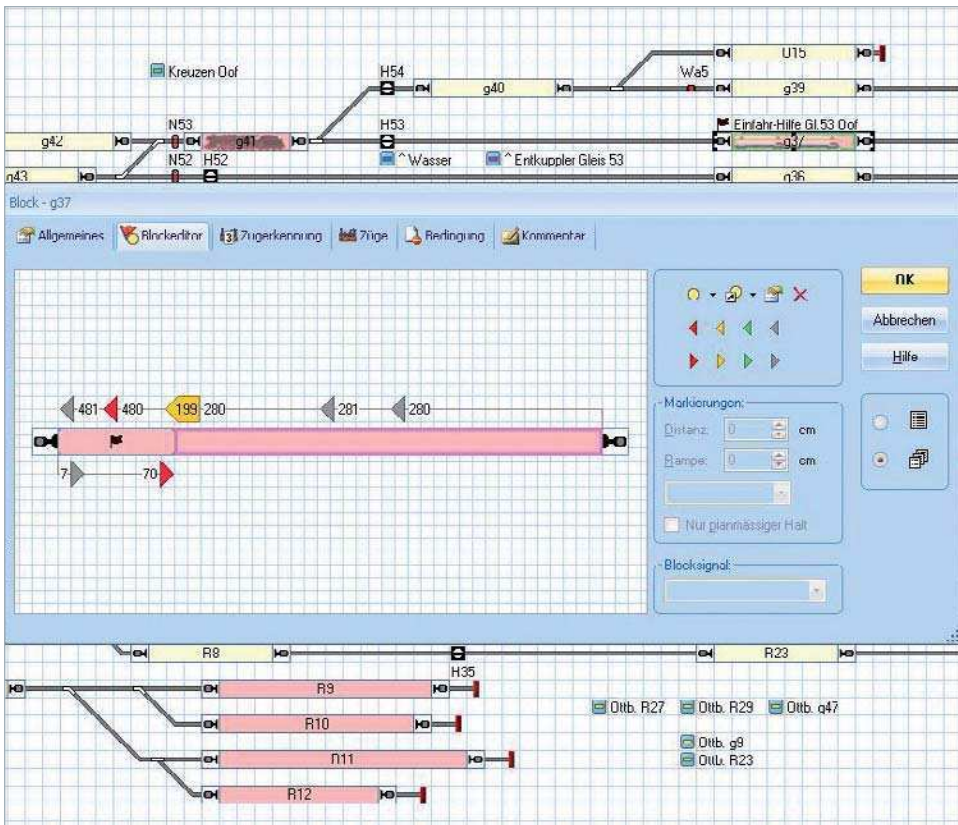 U15
Kreuzen Oof
H54
g40
Wa5
g39
N53
g42
g41
H53
Einfahr-Hilfe Gl.53 Oof
g37
N52 H52
^ Wasser
^ Entkuppler Gleis 53
g43
g36
Block - g37
Allgemeines
Blockeditor
Zugerkennung
Züge
Bedingung
Kommentar
OK
Abbrechen
Hilfe
481
480
199
280
281
280
7
70
Markierungen:
Distanz: 0 cm
Rampe: 0 cm
Nur planmässiger Halt
Blocksignal:
R8
R23
H35
R9
R10
R11
R12
Ottb. R27
Ottb. R29
Ottb. g47
Ottb. g9
Ottb. R23